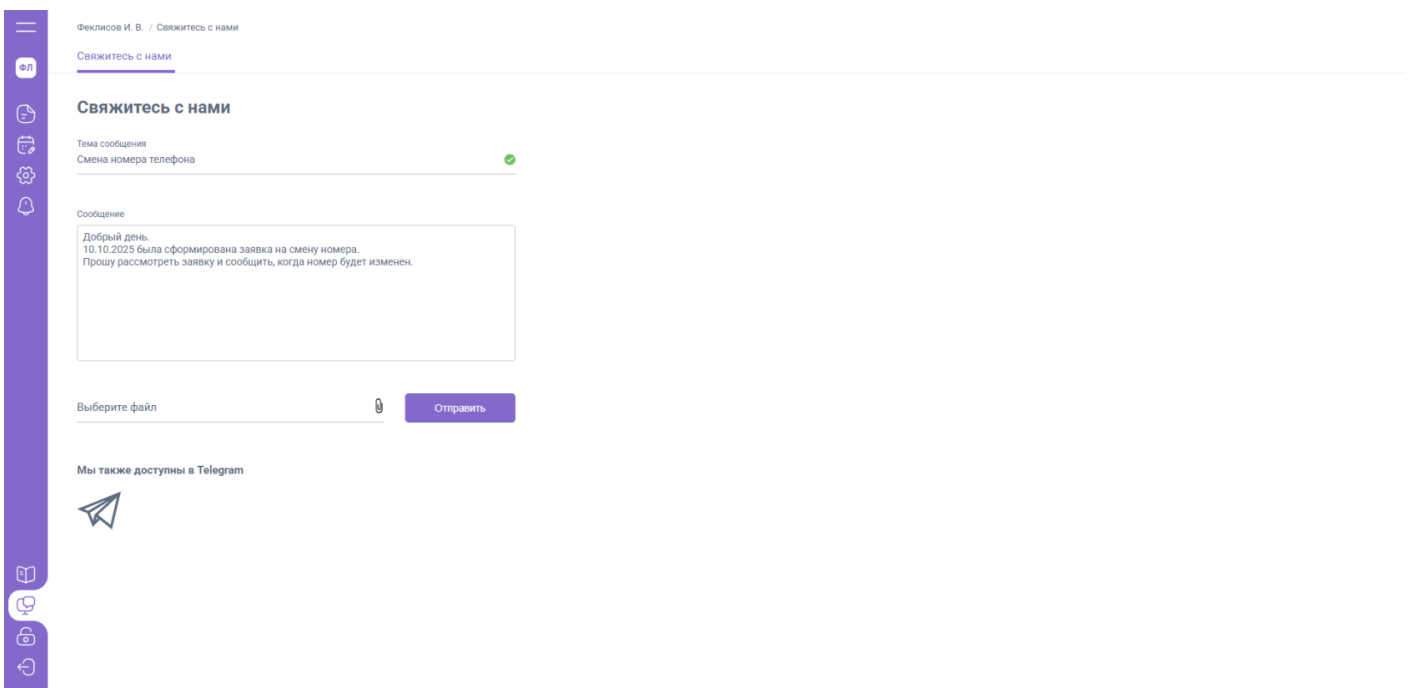 Феклисов И. В. / Свяжитесь с нами
Свяжитесь с нами
ФЛ
Свяжитесь с нами
Тема сообщения
Смена номера телефона
Сообщение
Добрый день.
10.10.2025 была сформирована заявка на смену номера.
Прошу рассмотреть заявку и сообщить, когда номер будет изменен.
Выберите файл
Отправить
Мы также доступны в Telegram